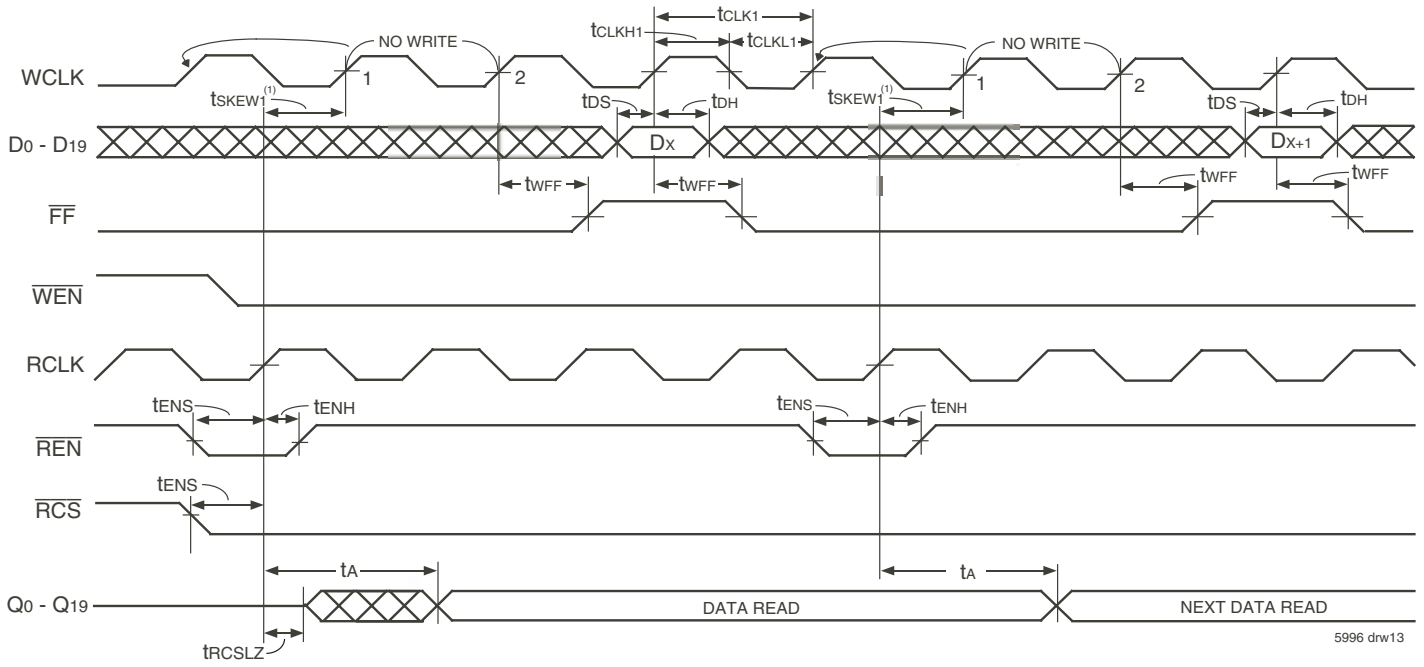 tCLK1
tCLKH1 tCLKL1
NO WRITE NO WRITE
WCLK 1 2 1 2
tSKEW1(1) tDS tDH tSKEW1(1) tDS tDH
D0 - D19 DX DX+1
tWFF tWFF tWFF tWFF
FF
WEN
RCLK
tENS tENH tENS tENH
REN
tENS
RCS
tA tA
Q0 - Q19 DATA READ NEXT DATA READ
5996 drw13
tRCSLZ